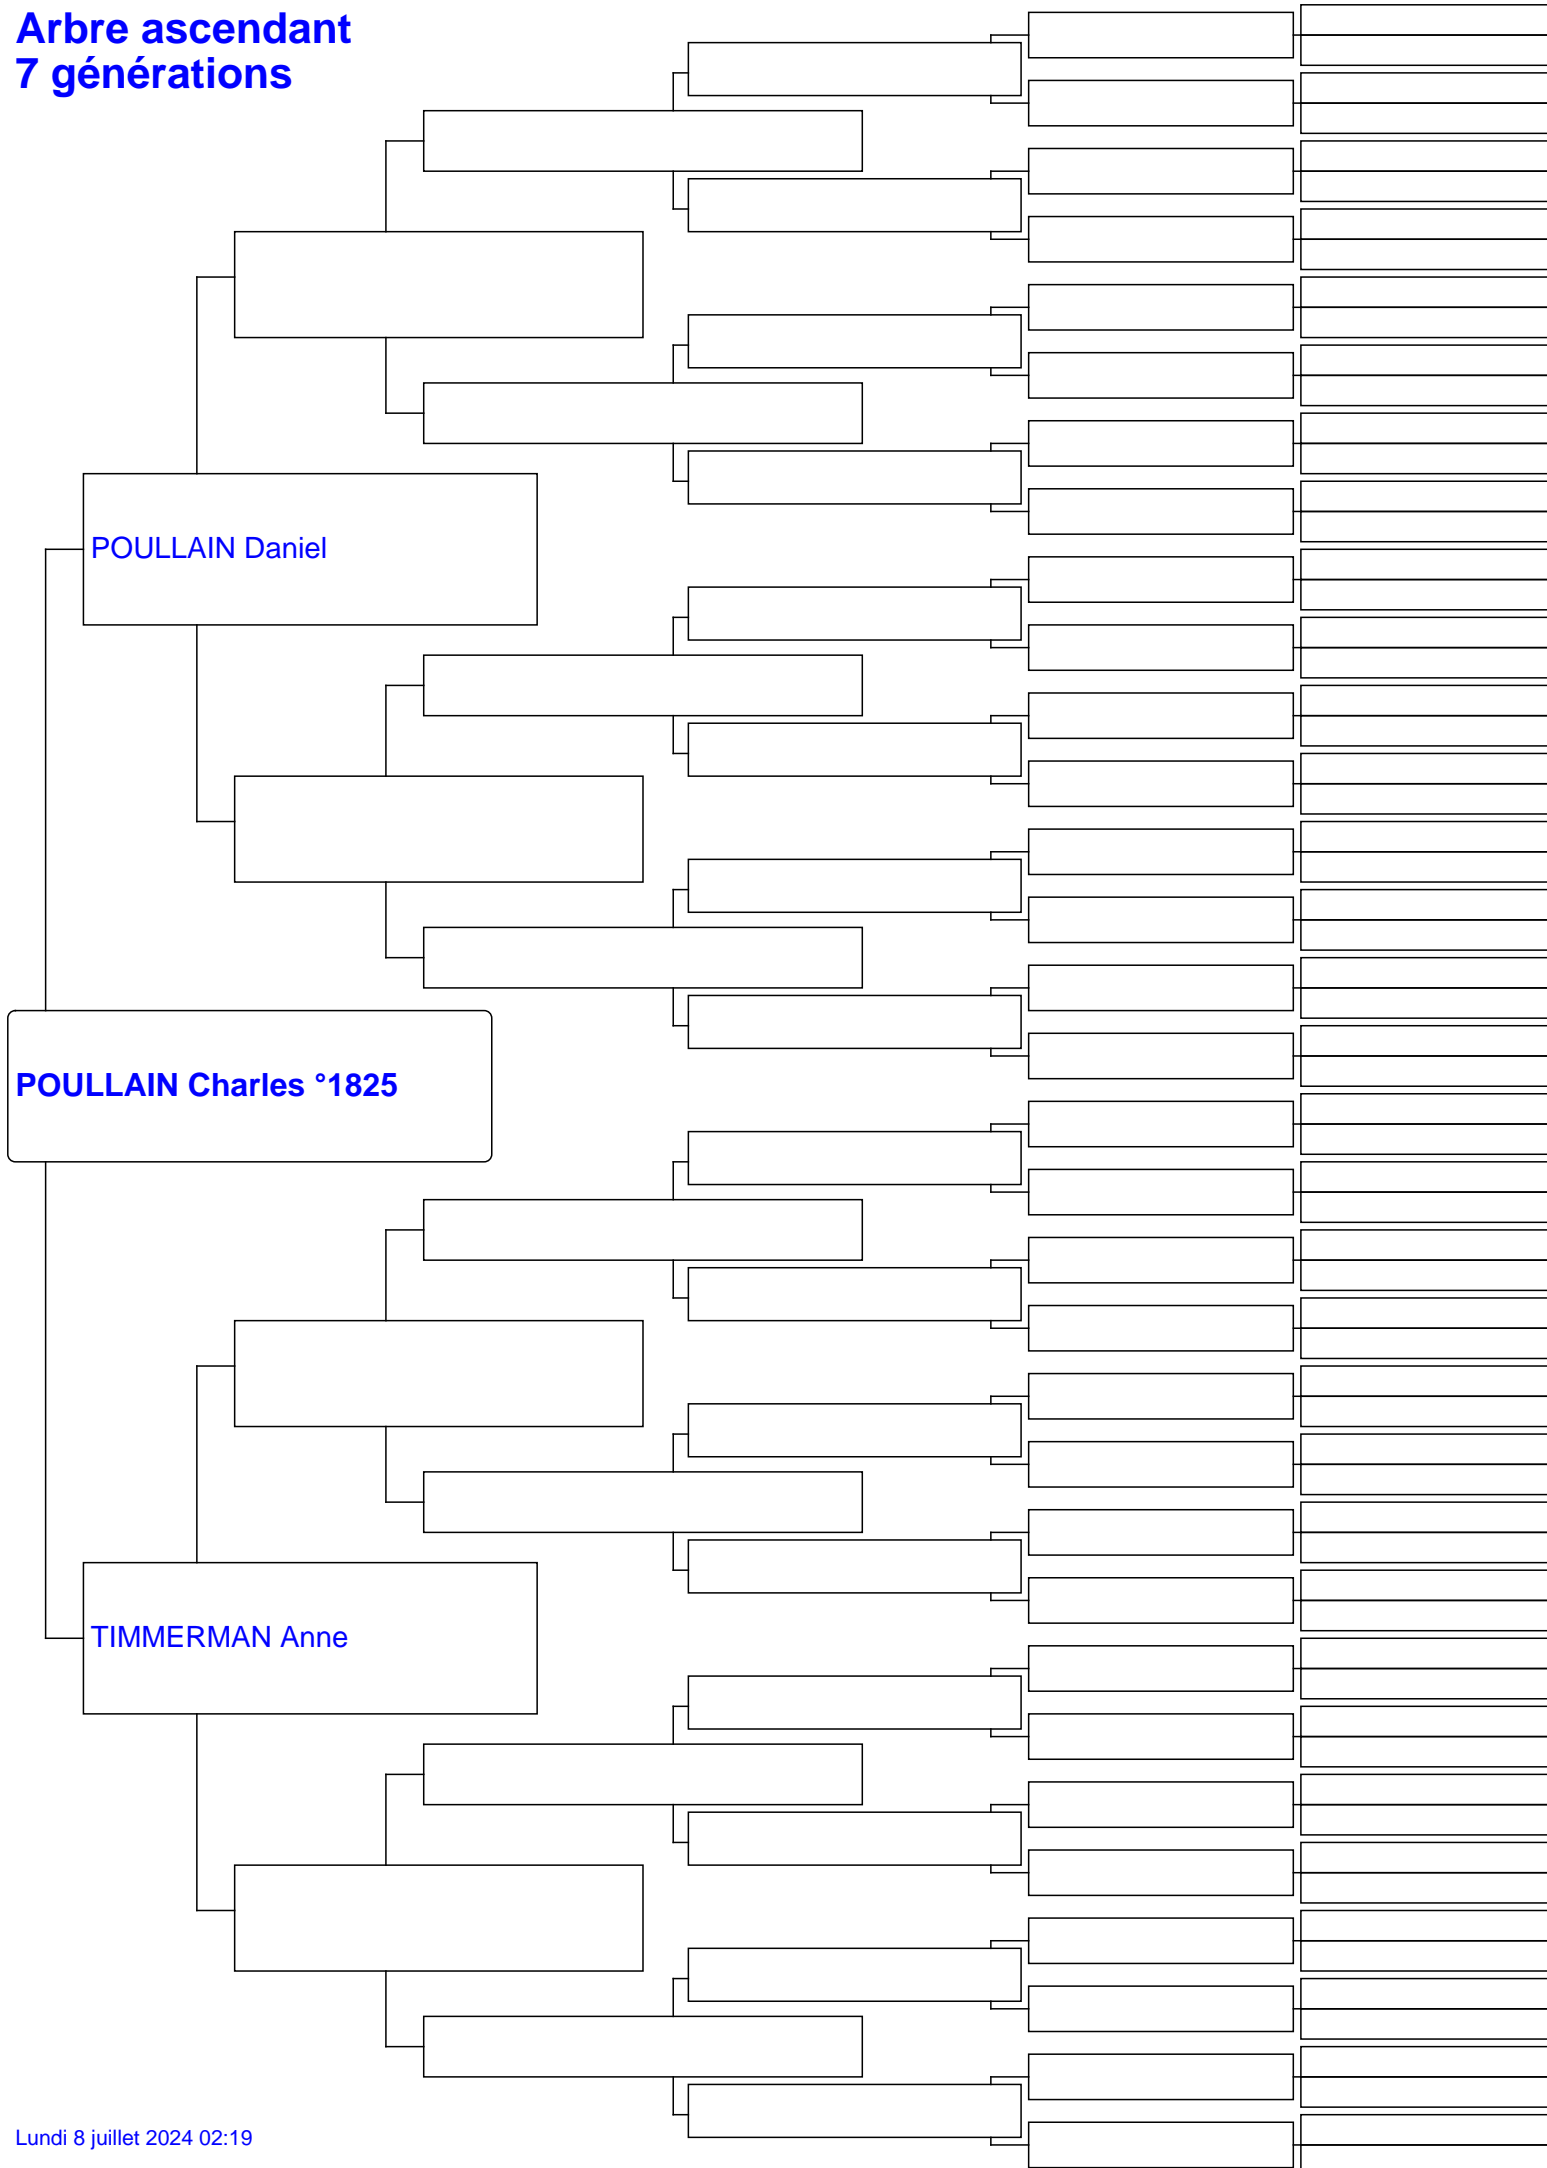 Arbre ascendant
7 générations
POULLAIN Daniel
POULLAIN Charles °1825
TIMMERMAN Anne
Lundi 8 juillet 2024 02:19